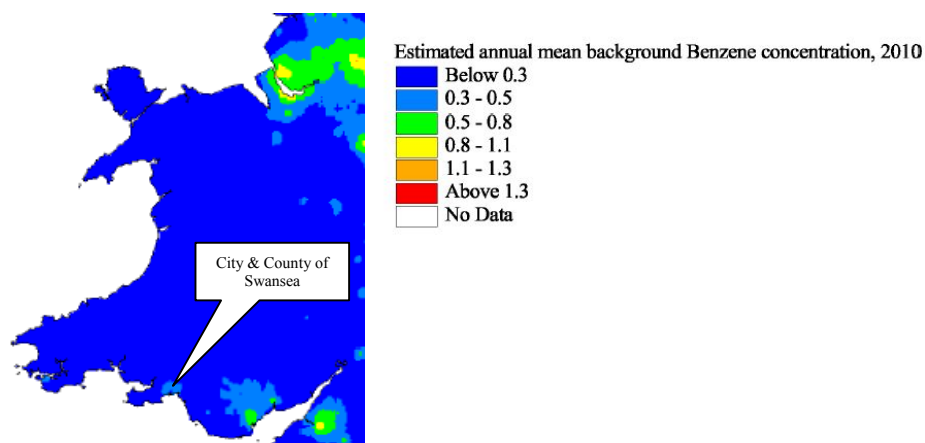 Estimated annual mean background Benzene concentration, 2010
Below 0.3
0.3 - 0.5
0.5 - 0.8
0.8 - 1.1
1.1 - 1.3
Above 1.3
No Data
City & County of
Swansea